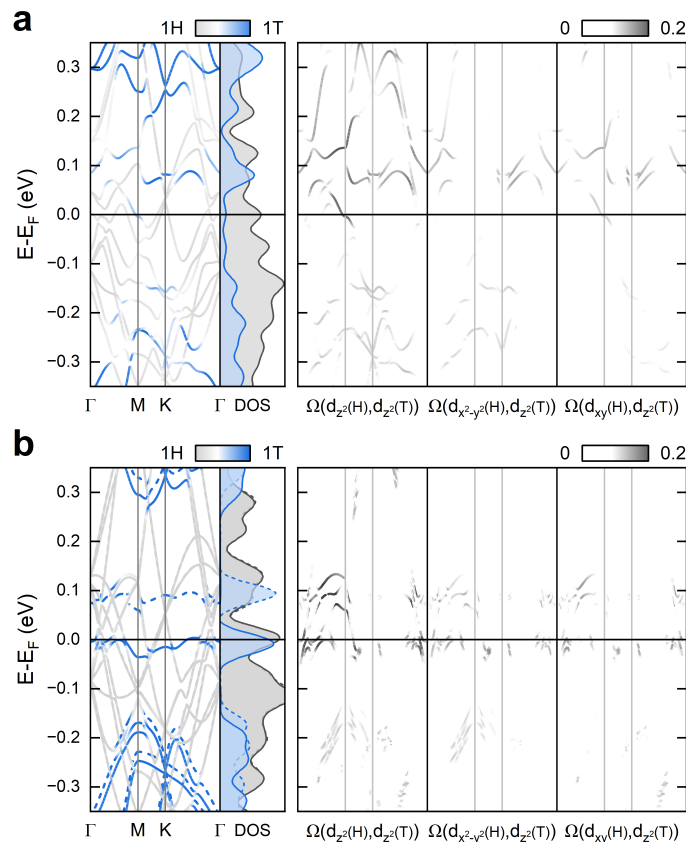 a
1H 1T
0 0.2
E-E_F (eV)
0.3
0.2
0.1
0.0
−0.1
−0.2
−0.3
Γ M K Γ DOS
Ω(d_z²(H),d_z²(T)) Ω(d_x²-y²(H),d_z²(T)) Ω(d_xy(H),d_z²(T))
b
1H 1T
0 0.2
E-E_F (eV)
0.3
0.2
0.1
0.0
−0.1
−0.2
−0.3
Γ M K Γ DOS
Ω(d_z²(H),d_z²(T)) Ω(d_x²-y²(H),d_z²(T)) Ω(d_xy(H),d_z²(T))